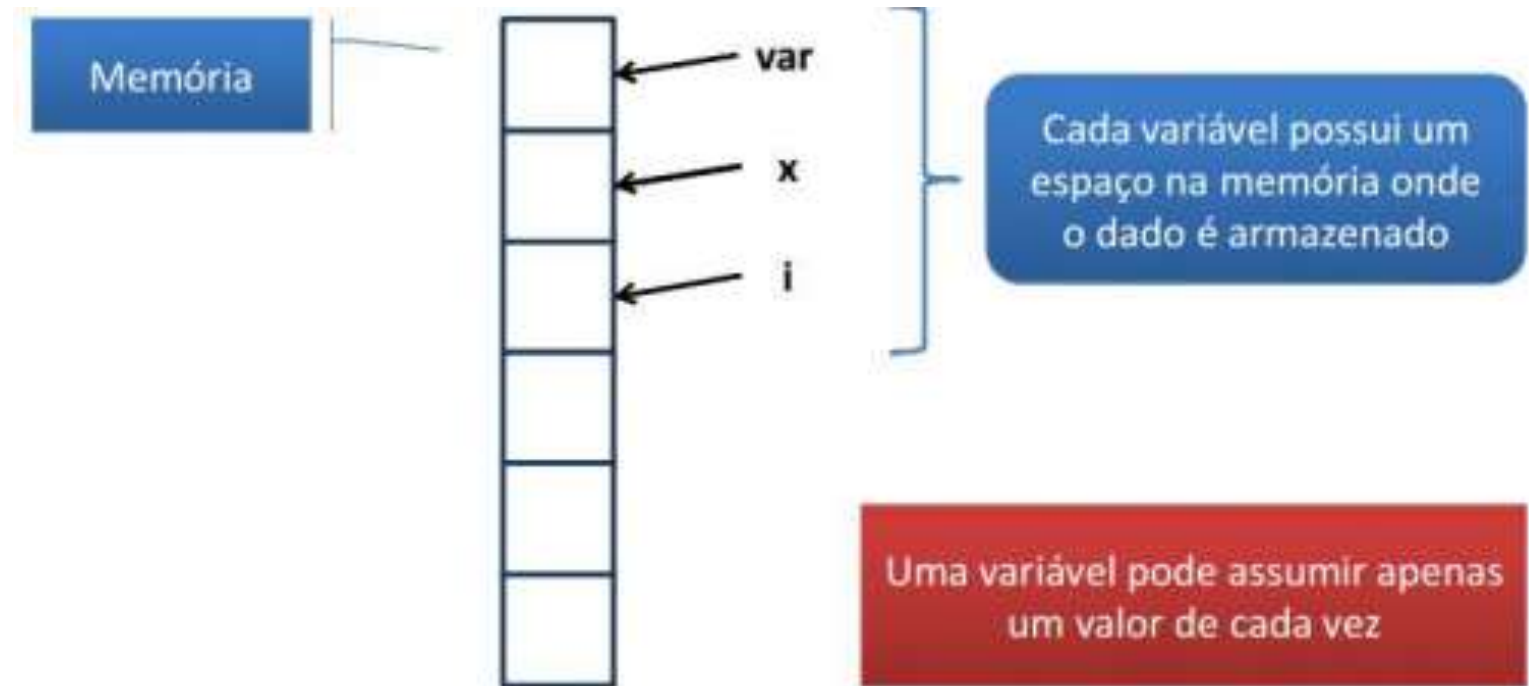 Memória
var
x
i
Cada variável possui um
espaço na memória onde
o dado é armazenado
Uma variável pode assumir apenas
um valor de cada vez